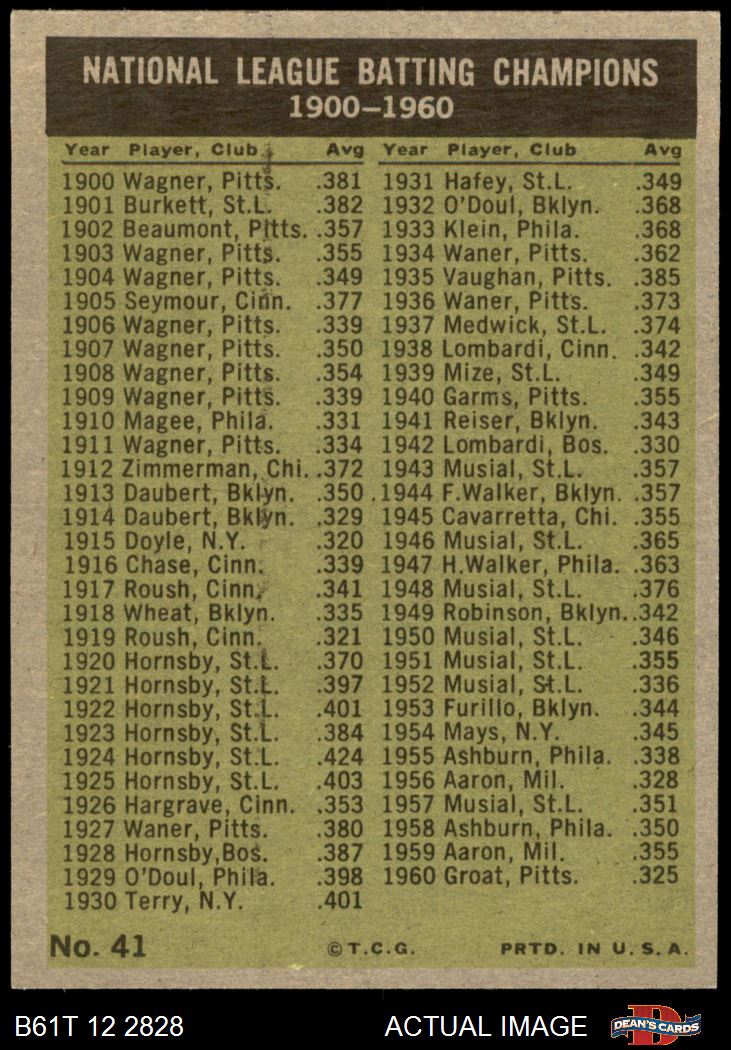 NATIONAL LEAGUE BATTING CHAMPIONS
1900–1960
Year Player, Club Avg
1900 Wagner, Pitts. .381
1901 Burkett, St.L. .382
1902 Beaumont, Pitts. .357
1903 Wagner, Pitts. .355
1904 Wagner, Pitts. .349
1905 Seymour, Cinn. .377
1906 Wagner, Pitts. .339
1907 Wagner, Pitts. .350
1908 Wagner, Pitts. .354
1909 Wagner, Pitts. .339
1910 Magee, Phila. .331
1911 Wagner, Pitts. .334
1912 Zimmerman, Chi. .372
1913 Daubert, Bklyn. .350
1914 Daubert, Bklyn. .329
1915 Doyle, N.Y. .320
1916 Chase, Cinn. .339
1917 Roush, Cinn. .341
1918 Wheat, Bklyn. .335
1919 Roush, Cinn. .321
1920 Hornsby, St.L. .370
1921 Hornsby, St.L. .397
1922 Hornsby, St.L. .401
1923 Hornsby, St.L. .384
1924 Hornsby, St.L. .424
1925 Hornsby, St.L. .403
1926 Hargrave, Cinn. .353
1927 Waner, Pitts. .380
1928 Hornsby,Bos. .387
1929 O'Doul, Phila. .398
1930 Terry, N.Y. .401
Year Player, Club Avg
1931 Hafey, St.L. .349
1932 O'Doul, Bklyn. .368
1933 Klein, Phila. .368
1934 Waner, Pitts. .362
1935 Vaughan, Pitts. .385
1936 Waner, Pitts. .373
1937 Medwick, St.L. .374
1938 Lombardi, Cinn. .342
1939 Mize, St.L. .349
1940 Garms, Pitts. .355
1941 Reiser, Bklyn. .343
1942 Lombardi, Bos. .330
1943 Musial, St.L. .357
1944 F.Walker, Bklyn. .357
1945 Cavarretta, Chi. .355
1946 Musial, St.L. .365
1947 H.Walker, Phila. .363
1948 Musial, St.L. .376
1949 Robinson, Bklyn. .342
1950 Musial, St.L. .346
1951 Musial, St.L. .355
1952 Musial, St.L. .336
1953 Furillo, Bklyn. .344
1954 Mays, N.Y. .345
1955 Ashburn, Phila. .338
1956 Aaron, Mil. .328
1957 Musial, St.L. .351
1958 Ashburn, Phila. .350
1959 Aaron, Mil. .355
1960 Groat, Pitts. .325
No. 41 ©T.C.G. PRTD. IN U.S.A.
B61T 12 2828 ACTUAL IMAGE D DEAN'S CARDS